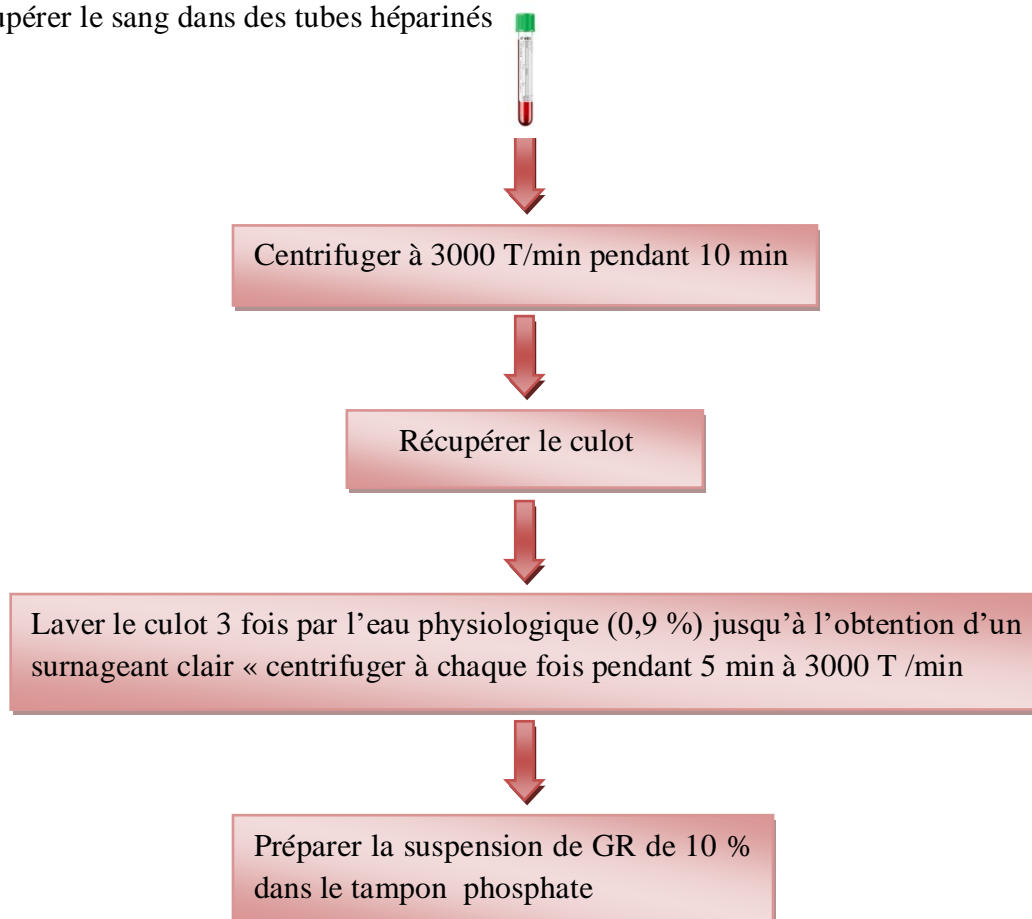 upérer le sang dans des tubes héparinés
Centrifuger à 3000 T/min pendant 10 min
Récupérer le culot
Laver le culot 3 fois par l’eau physiologique (0,9 %) jusqu’à l’obtention d’un
surnageant clair « centrifuger à chaque fois pendant 5 min à 3000 T /min
Préparer la suspension de GR de 10 %
dans le tampon phosphate